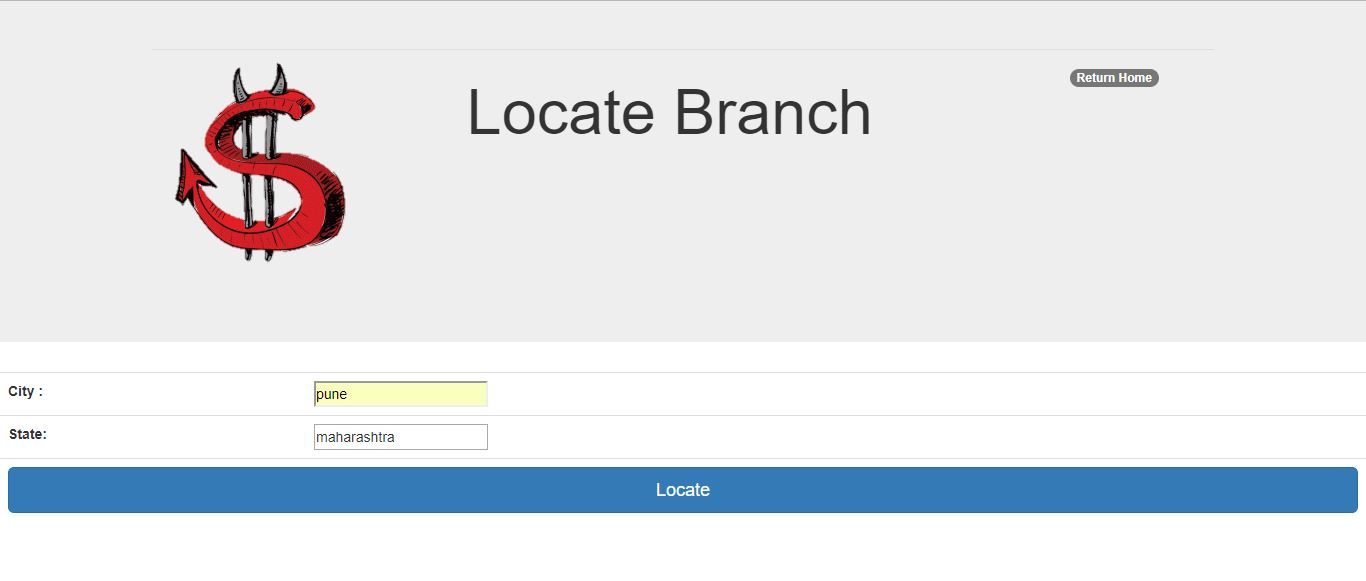 Locate Branch
Return Home
City :
pune
State:
maharashtra
Locate